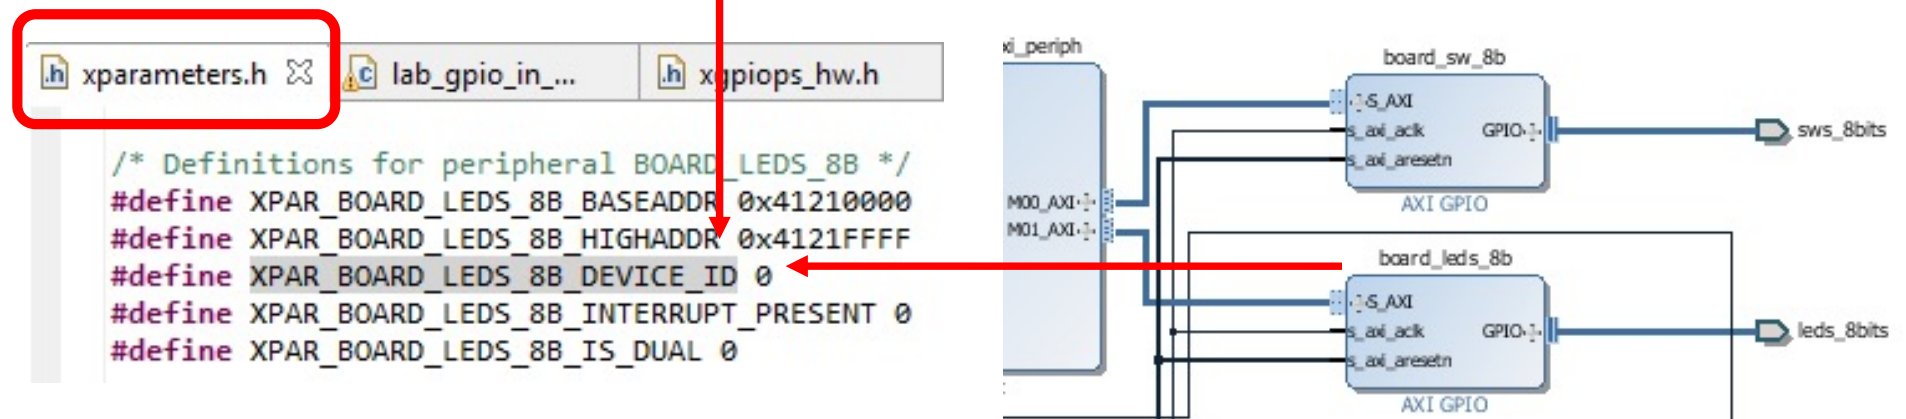 xparameters.h
lab_gpio_in_...
xgpiops_hw.h
/* Definitions for peripheral BOARD_LEDS_8B */
#define XPAR_BOARD_LEDS_8B_BASEADDR 0x41210000
#define XPAR_BOARD_LEDS_8B_HIGHADDR 0x4121FFFF
#define XPAR_BOARD_LEDS_8B_DEVICE_ID 0
#define XPAR_BOARD_LEDS_8B_INTERRUPT_PRESENT 0
#define XPAR_BOARD_LEDS_8B_IS_DUAL 0
xi_periph
M00_AXI
M01_AXI
board_sw_8b
S_AXI
s_axi_aclk
GPIO
s_axi_aresetn
AXI GPIO
sws_8bits
board_leds_8b
S_AXI
s_axi_aclk
GPIO
s_axi_aresetn
AXI GPIO
leds_8bits